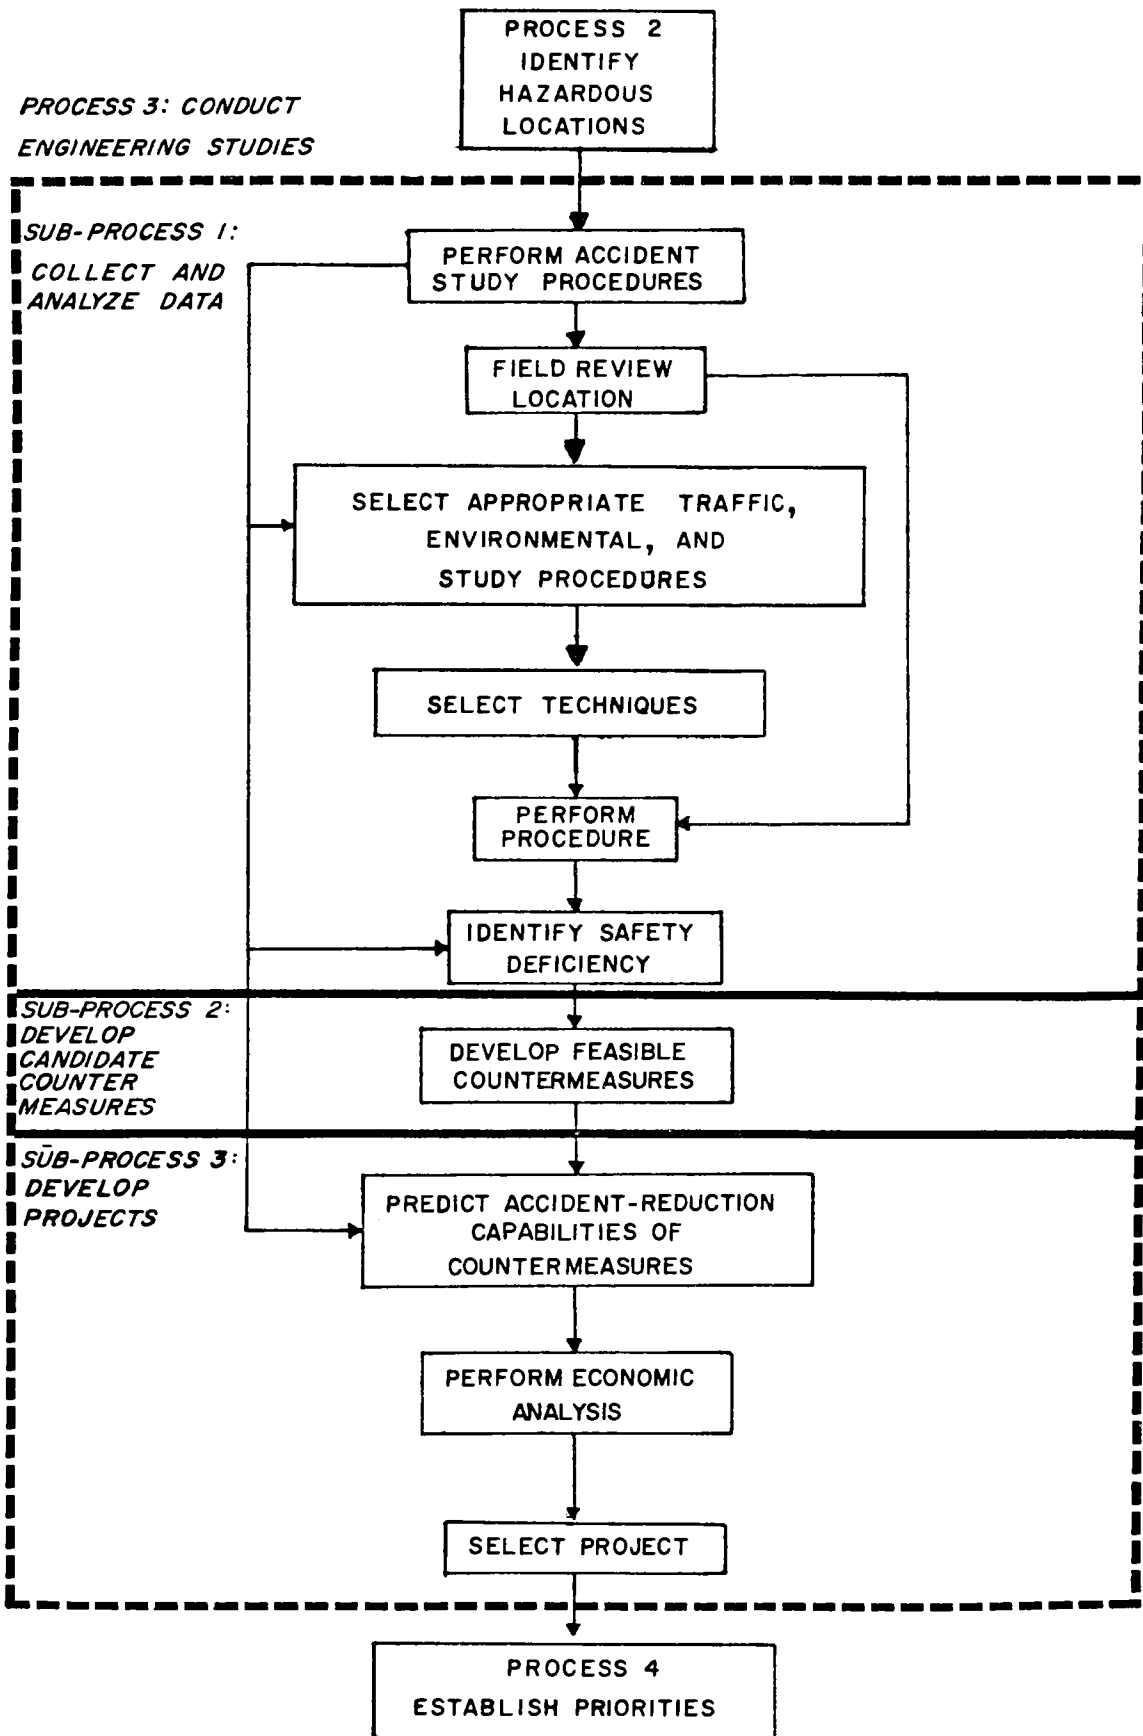 PROCESS 2
IDENTIFY
HAZARDOUS
LOCATIONS
PROCESS 3: CONDUCT
ENGINEERING STUDIES
SUB-PROCESS 1:
COLLECT AND
ANALYZE DATA
PERFORM ACCIDENT
STUDY PROCEDURES
FIELD REVIEW
LOCATION
SELECT APPROPRIATE TRAFFIC,
ENVIRONMENTAL, AND
STUDY PROCEDURES
SELECT TECHNIQUES
PERFORM
PROCEDURE
IDENTIFY SAFETY
DEFICIENCY
SUB-PROCESS 2:
DEVELOP
CANDIDATE
COUNTER
MEASURES
DEVELOP FEASIBLE
COUNTERMEASURES
SUB-PROCESS 3:
DEVELOP
PROJECTS
PREDICT ACCIDENT-REDUCTION
CAPABILITIES OF
COUNTERMEASURES
PERFORM ECONOMIC
ANALYSIS
SELECT PROJECT
PROCESS 4
ESTABLISH PRIORITIES